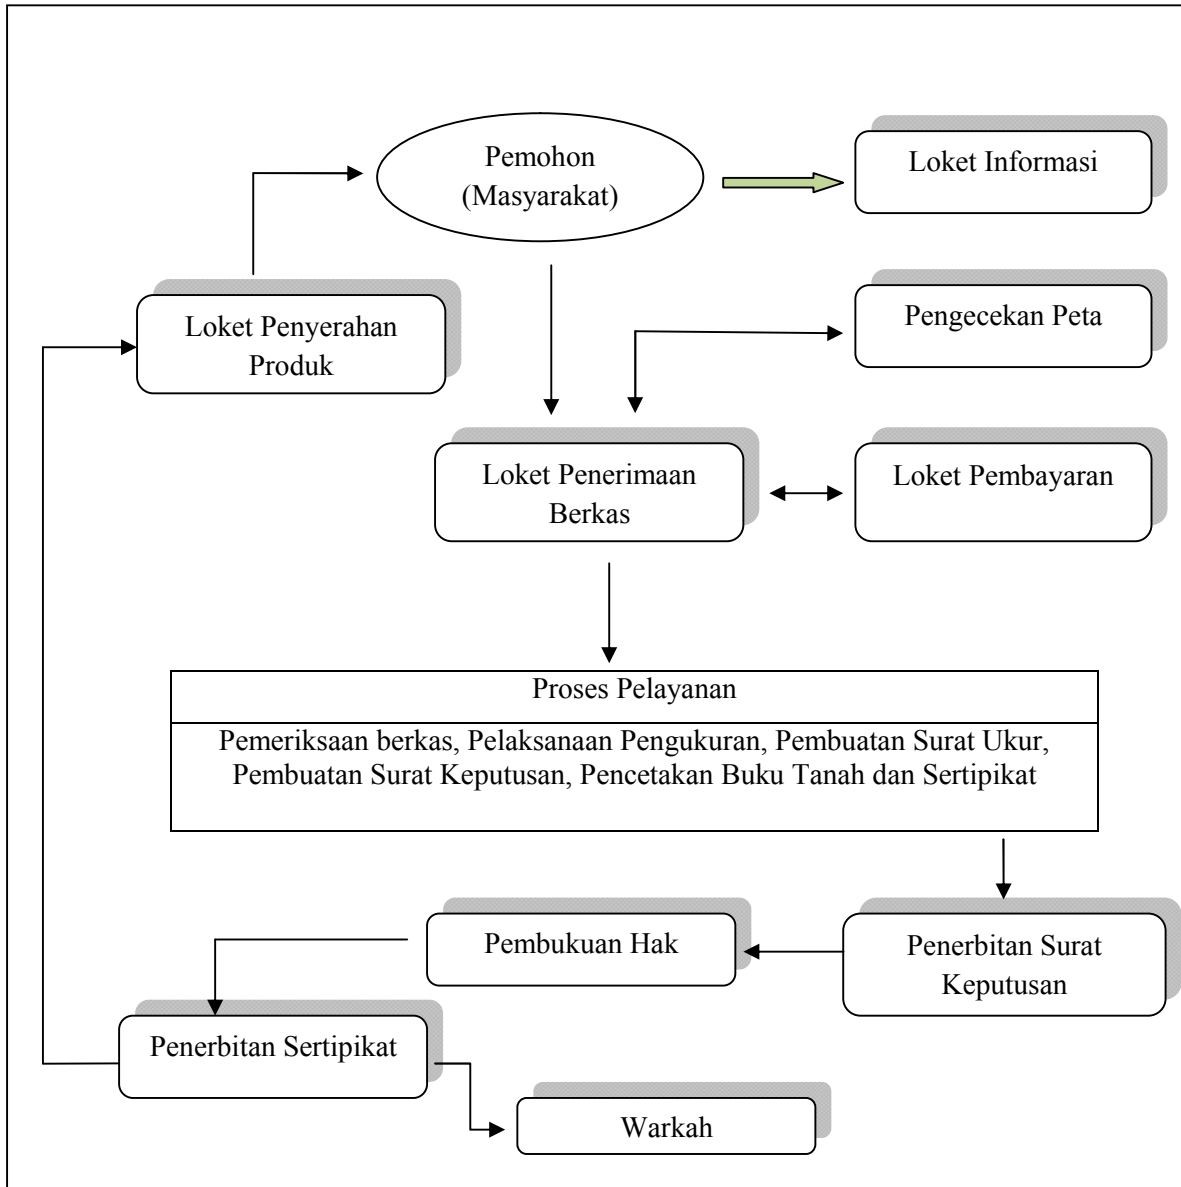 Pemohon
(Masyarakat)
Loket Informasi
Pengecekan Peta
Loket Penyerahan
Produk
Loket Penerimaan
Berkas
Loket Pembayaran
Proses Pelayanan
Pemeriksaan berkas, Pelaksanaan Pengukuran, Pembuatan Surat Ukur,
Pembuatan Surat Keputusan, Pencetakan Buku Tanah dan Sertipikat
Pembukuan Hak
Penerbitan Surat
Keputusan
Penerbitan Sertipikat
Warkah